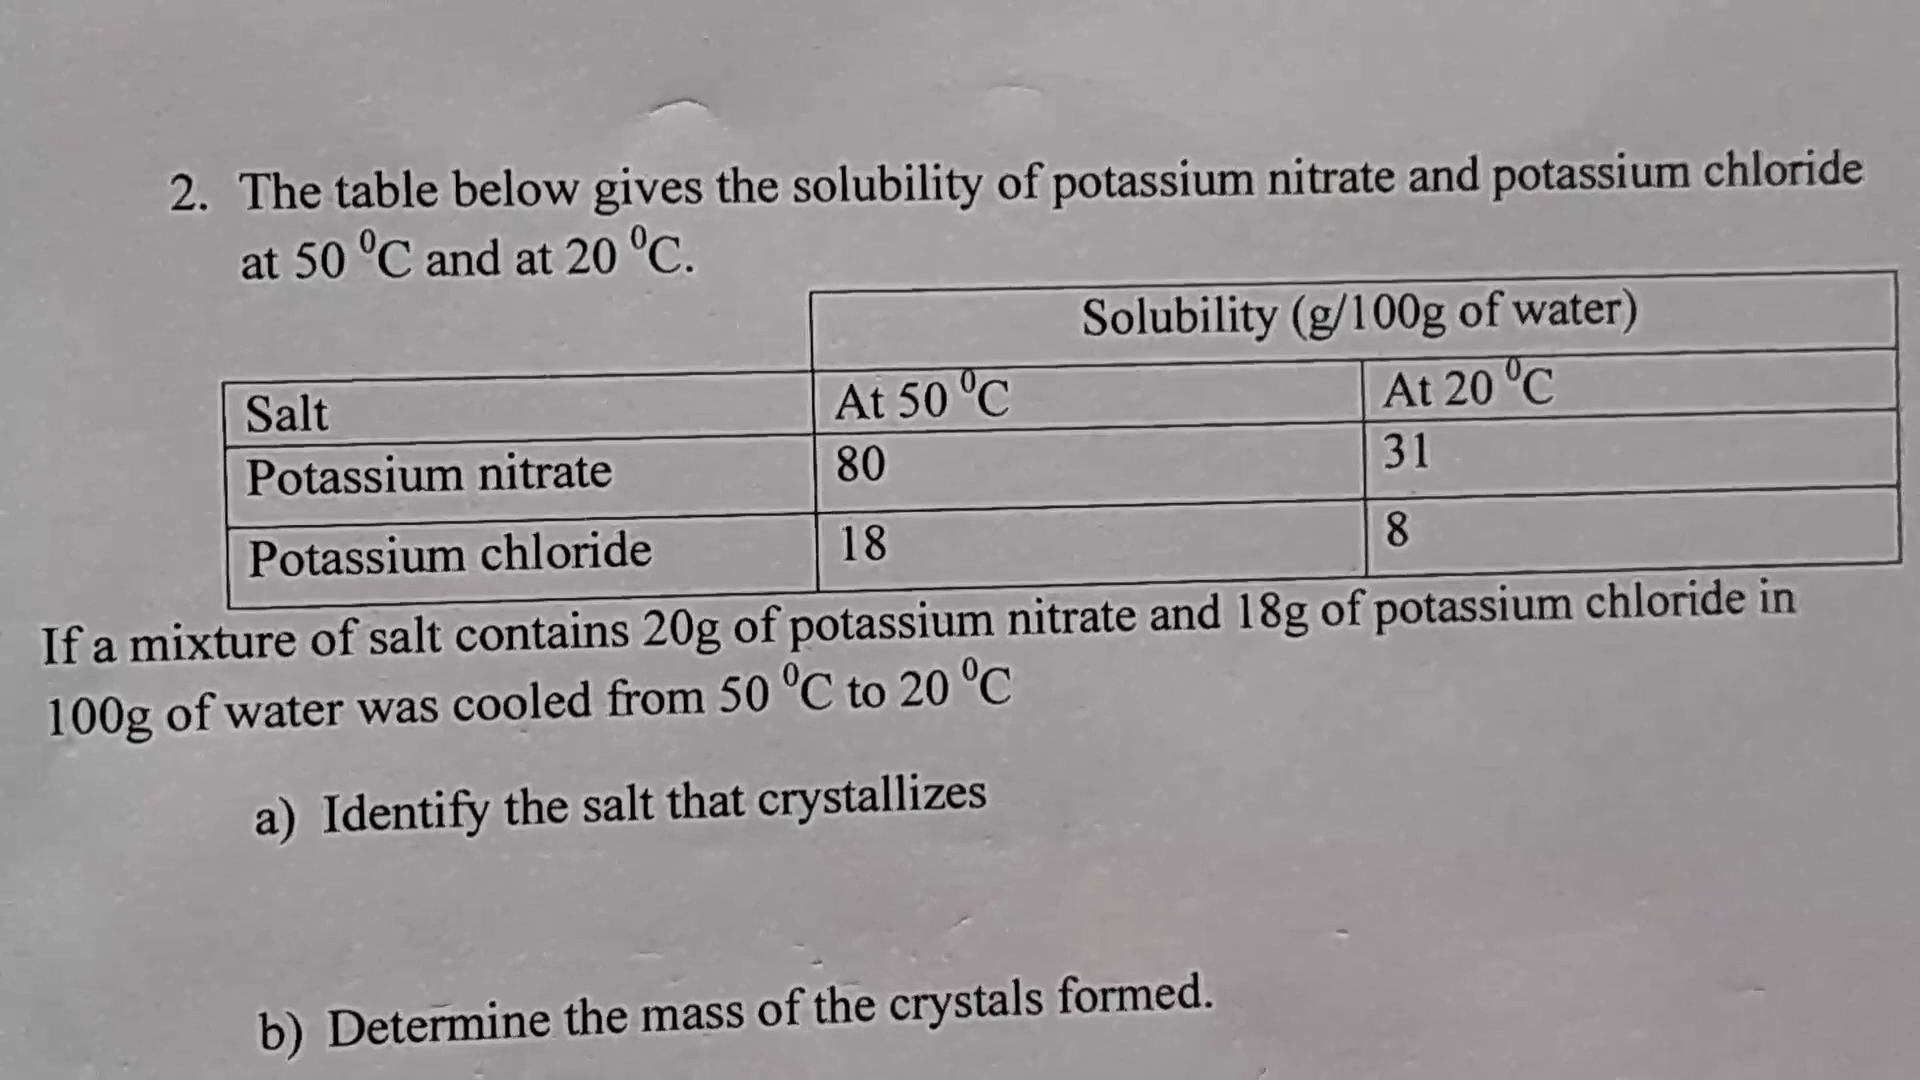 2. The table below gives the solubility of potassium nitrate and potassium chloride
at 50 ⁰C and at 20 ⁰C.
Solubility (g/100g of water)
Salt At 50 ⁰C At 20 ⁰C
Potassium nitrate 80 31
Potassium chloride 18 8
If a mixture of salt contains 20g of potassium nitrate and 18g of potassium chloride in
100g of water was cooled from 50 ⁰C to 20 ⁰C
a) Identify the salt that crystallizes
b) Determine the mass of the crystals formed.